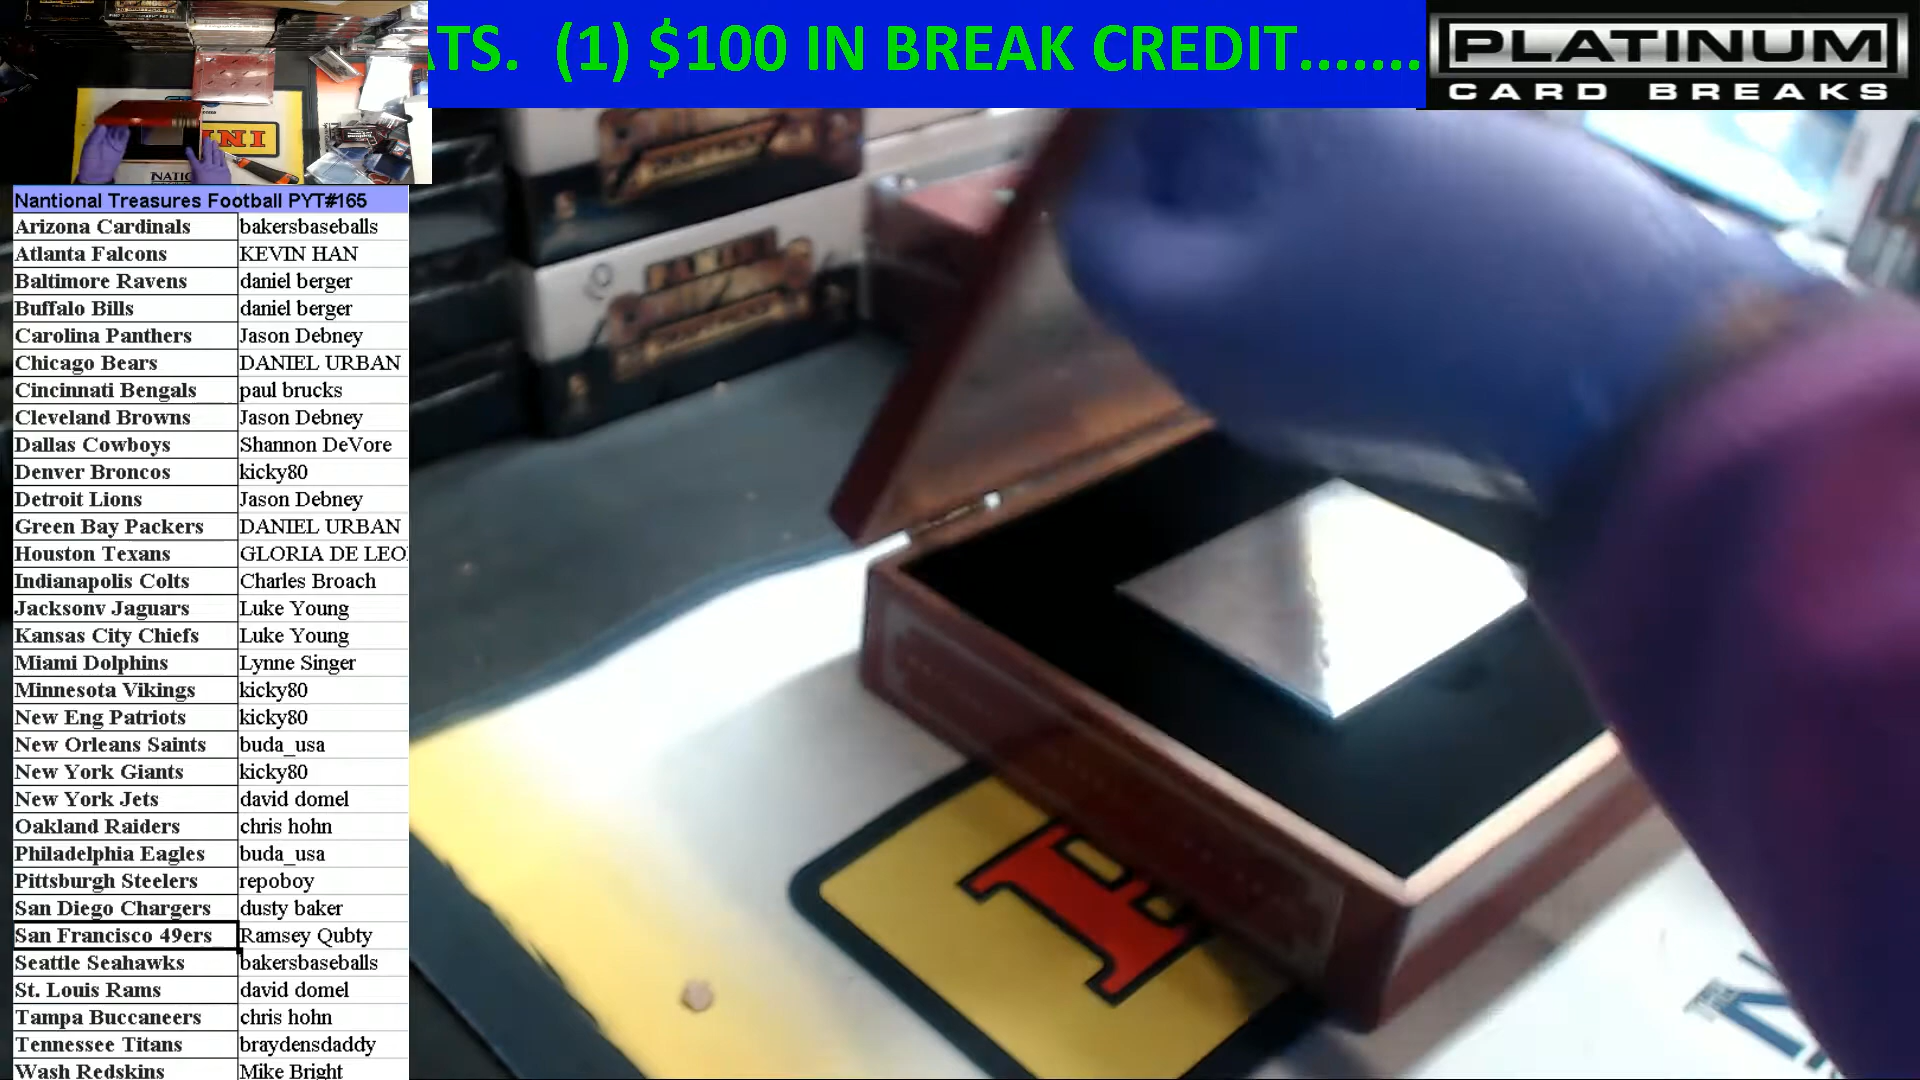 ATS. (1) $100 IN BREAK CREDIT.......
PLATINUM
CARD BREAKS
Nantional Treasures Football PYT#165
Arizona Cardinals bakersbaseballs
Atlanta Falcons KEVIN HAN
Baltimore Ravens daniel berger
Buffalo Bills daniel berger
Carolina Panthers Jason Debney
Chicago Bears DANIEL URBAN
Cincinnati Bengals paul brucks
Cleveland Browns Jason Debney
Dallas Cowboys Shannon DeVore
Denver Broncos kicky80
Detroit Lions Jason Debney
Green Bay Packers DANIEL URBAN
Houston Texans GLORIA DE LEO
Indianapolis Colts Charles Broach
Jacksonv Jaguars Luke Young
Kansas City Chiefs Luke Young
Miami Dolphins Lynne Singer
Minnesota Vikings kicky80
New Eng Patriots kicky80
New Orleans Saints buda_usa
New York Giants kicky80
New York Jets david domel
Oakland Raiders chris hohn
Philadelphia Eagles buda_usa
Pittsburgh Steelers repoboy
San Diego Chargers dusty baker
San Francisco 49ers Ramsey Qubty
Seattle Seahawks bakersbaseballs
St. Louis Rams david domel
Tampa Buccaneers chris hohn
Tennessee Titans braydensdaddy
Wash Redskins Mike Bright